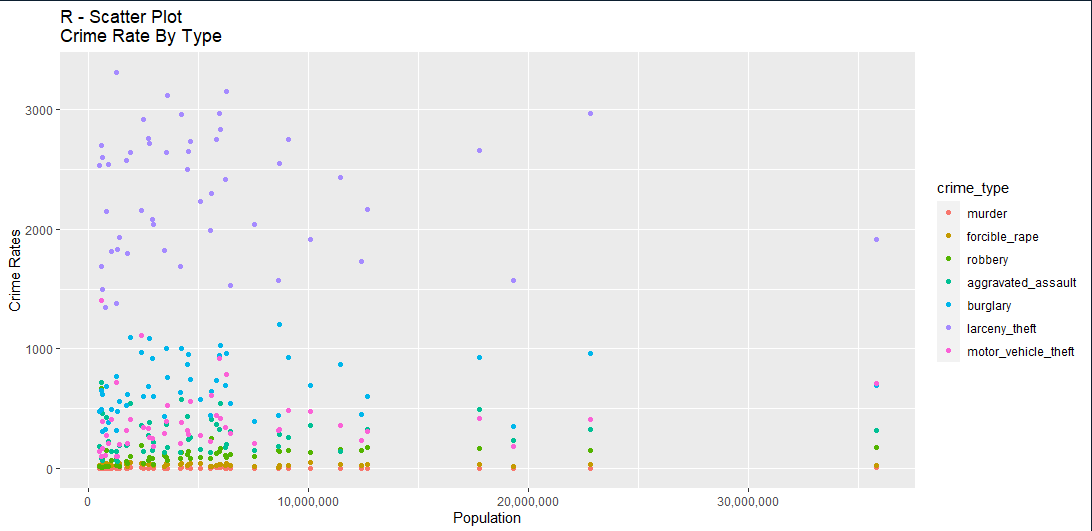 R - Scatter Plot
Crime Rate By Type
Crime Rates
3000
2000
1000
0
0
10,000,000
20,000,000
30,000,000
Population
crime_type
murder
forcible_rape
robbery
aggravated_assault
burglary
larceny_theft
motor_vehicle_theft